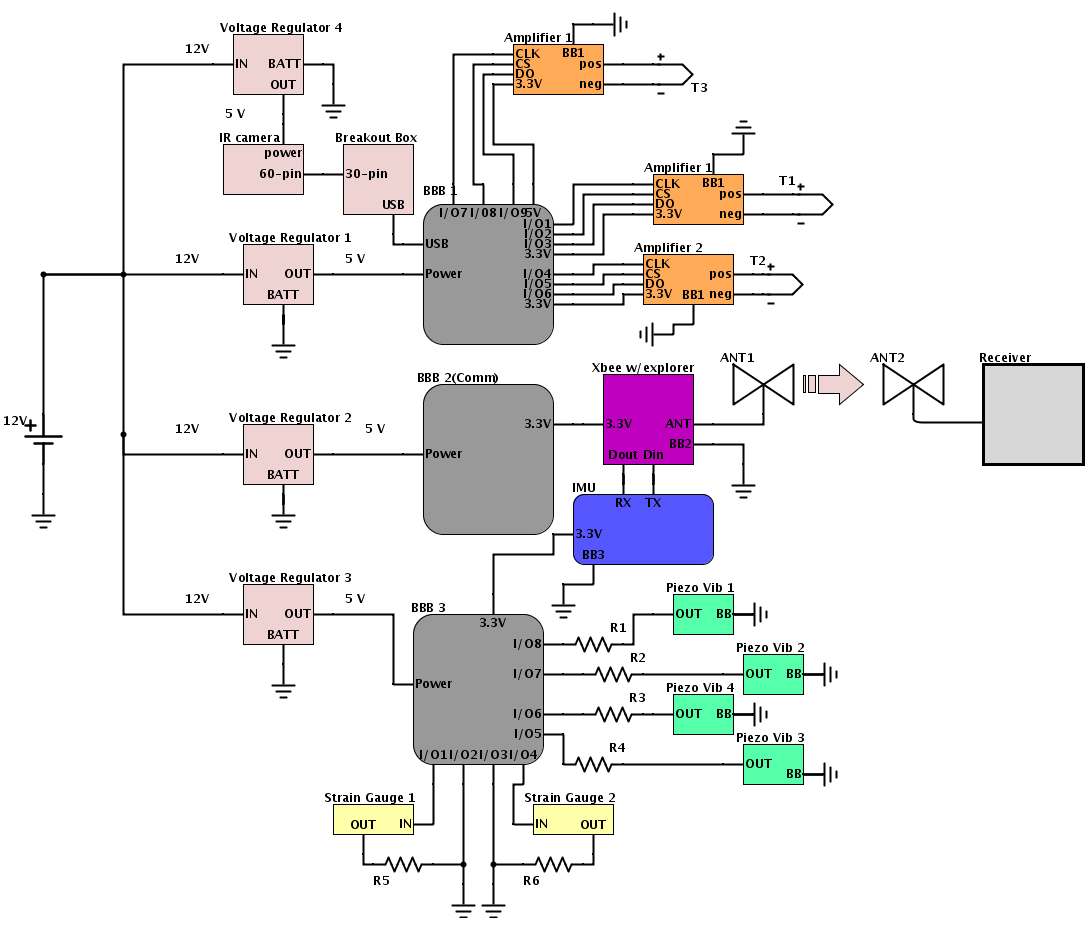 Voltage Regulator 4
12V
IN
BATT
OUT
5 V
IR camera
power
60-pin
Breakout Box
30-pin
USB
Amplifier 1
CLK
BB1
CS
pos
DO
3.3V
neg
+
–
T3
BBB 1
I/O7
I/08
I/O9
5V
I/O1
I/O2
I/O3
3.3V
I/O4
I/O5
I/O6
3.3V
USB
Power
Amplifier 1
CLK
BB1
CS
pos
DO
3.3V
neg
T1
+
–
Amplifier 2
CLK
CS
pos
DO
3.3V
BB1
neg
T2
+
–
Voltage Regulator 1
12V
IN
OUT
BATT
5 V
12V
+
Voltage Regulator 2
12V
IN
OUT
BATT
5 V
BBB 2(Comm)
3.3V
Power
Xbee w/explorer
3.3V
ANT
BB2
Dout
Din
ANT1
ANT2
Receiver
IMU
RX
TX
3.3V
BB3
Voltage Regulator 3
12V
IN
OUT
BATT
5 V
BBB 3
3.3V
I/O8
I/O7
Power
I/O6
I/O5
I/O1
I/O2
I/O3
I/O4
R1
Piezo Vib 1
OUT
BB
R2
Piezo Vib 2
OUT
BB
R3
Piezo Vib 4
OUT
BB
R4
Piezo Vib 3
OUT
BB
Strain Gauge 1
OUT
IN
R5
Strain Gauge 2
IN
OUT
R6